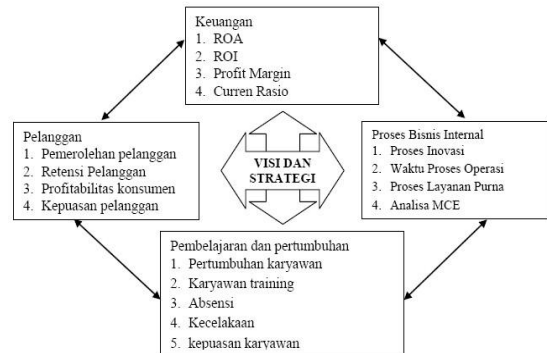 Keuangan
1. ROA
2. ROI
3. Profit Margin
4. Curren Rasio
Pelanggan
1. Pemerolehan pelanggan
2. Retensi Pelanggan
3. Profitabilitas konsumen
4. Kepuasan pelanggan
VISI DAN
STRATEGI
Proses Bisnis Internal
1. Proses Inovasi
2. Waktu Proses Operasi
3. Proses Layanan Purna
4. Analisa MCE
Pembelajaran dan pertumbuhan
1. Pertumbuhan karyawan
2. Karyawan training
3. Absensi
4. Kecelakaan
5. kepuasan karyawan